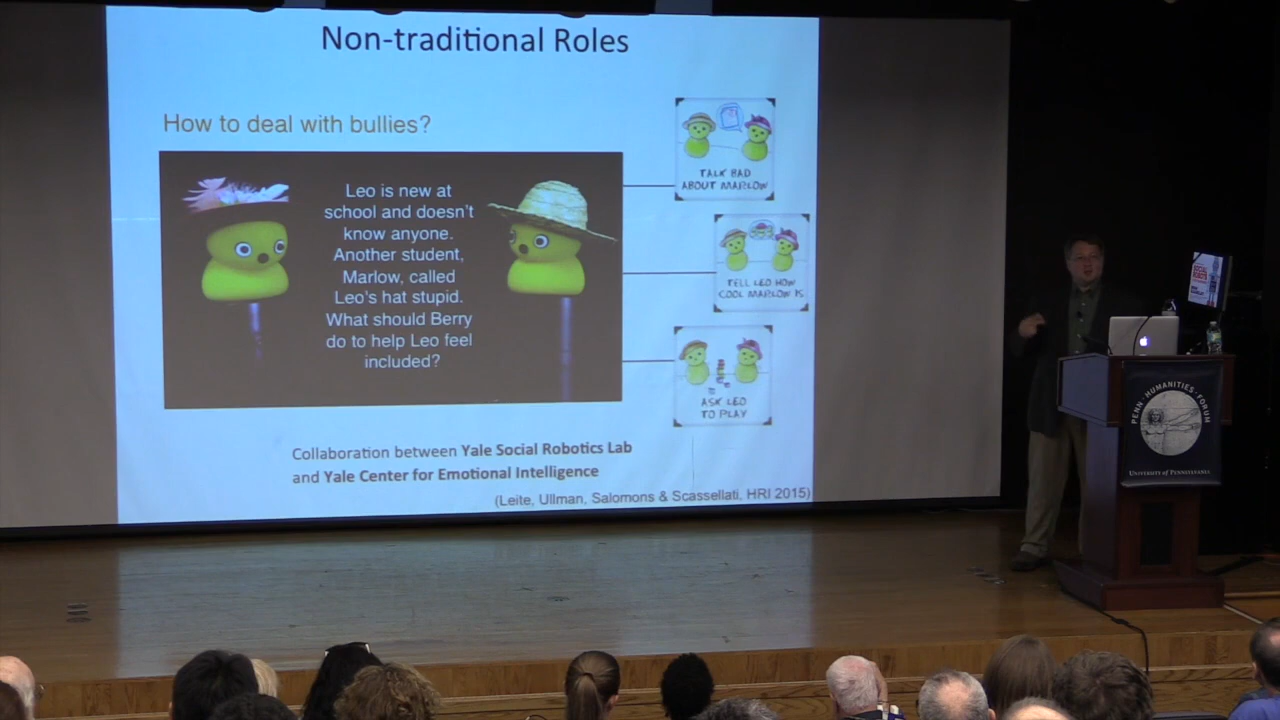 Non-traditional Roles
How to deal with bullies?
Leo is new at
school and doesn't
know anyone.
Another student,
Marlow, called
Leo's hat stupid.
What should Berry
do to help Leo feel
included?
TALK BAD
ABOUT MARLOW
TELL LEO HOW
COOL MARLOW IS
ASK LEO
TO PLAY
Collaboration between Yale Social Robotics Lab
and Yale Center for Emotional Intelligence
(Leite, Ullman, Salomons & Scassellati, HRI 2015)
PENN · HUMANITIES · FORUM
UNIVERSITY of PENNSYLVANIA